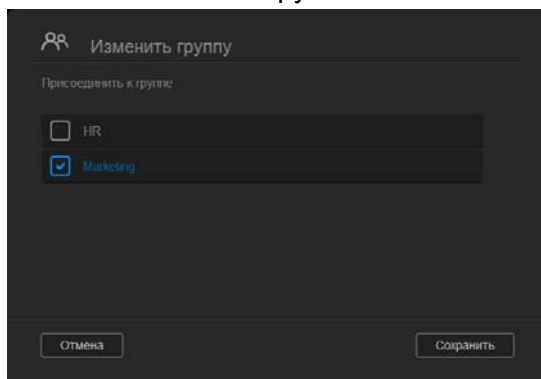 Изменить группу
Присоединить к группе
HR
Marketing
Отмена
Сохранить